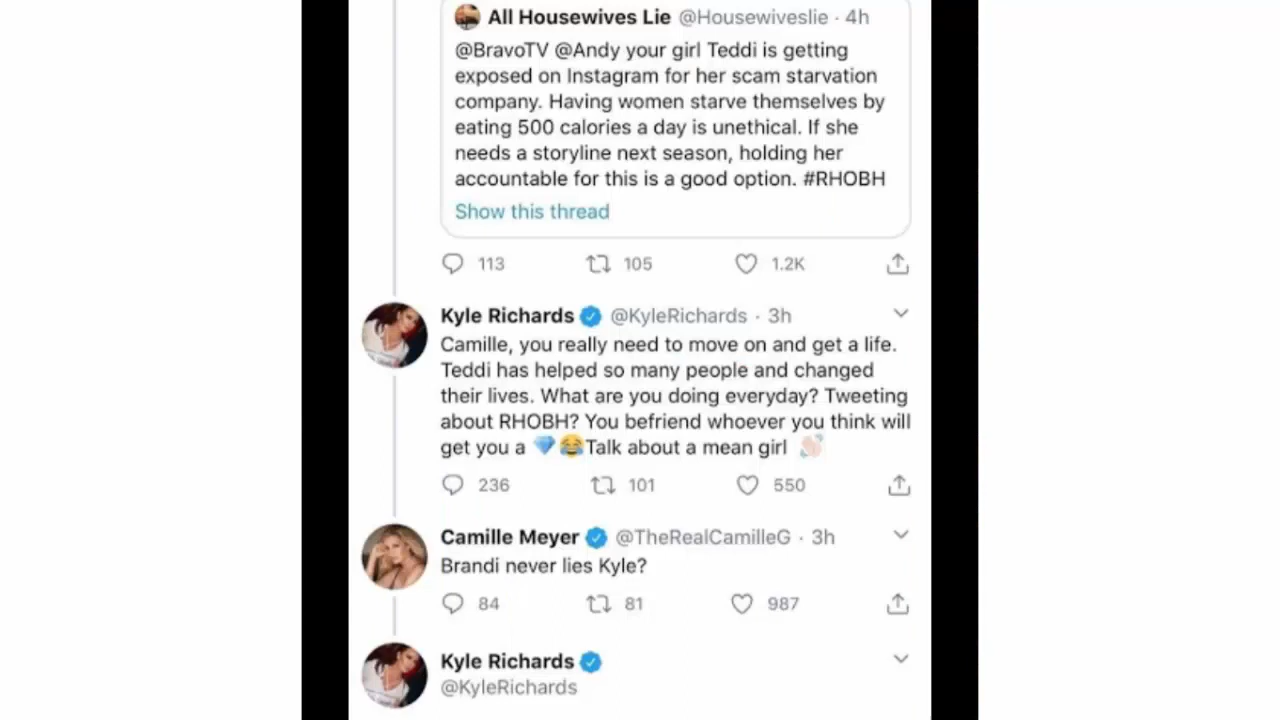 All Housewives Lie @Housewiveslie · 4h
@BravoTV @Andy your girl Teddi is getting
exposed on Instagram for her scam starvation
company. Having women starve themselves by
eating 500 calories a day is unethical. If she
needs a storyline next season, holding her
accountable for this is a good option. #RHOBH
Show this thread
113 105 1.2K
Kyle Richards @KyleRichards · 3h
Camille, you really need to move on and get a life.
Teddi has helped so many people and changed
their lives. What are you doing everyday? Tweeting
about RHOBH? You befriend whoever you think will
get you a 💎😂Talk about a mean girl 👋🏻
236 101 550
Camille Meyer @TheRealCamilleG · 3h
Brandi never lies Kyle?
84 81 987
Kyle Richards
@KyleRichards